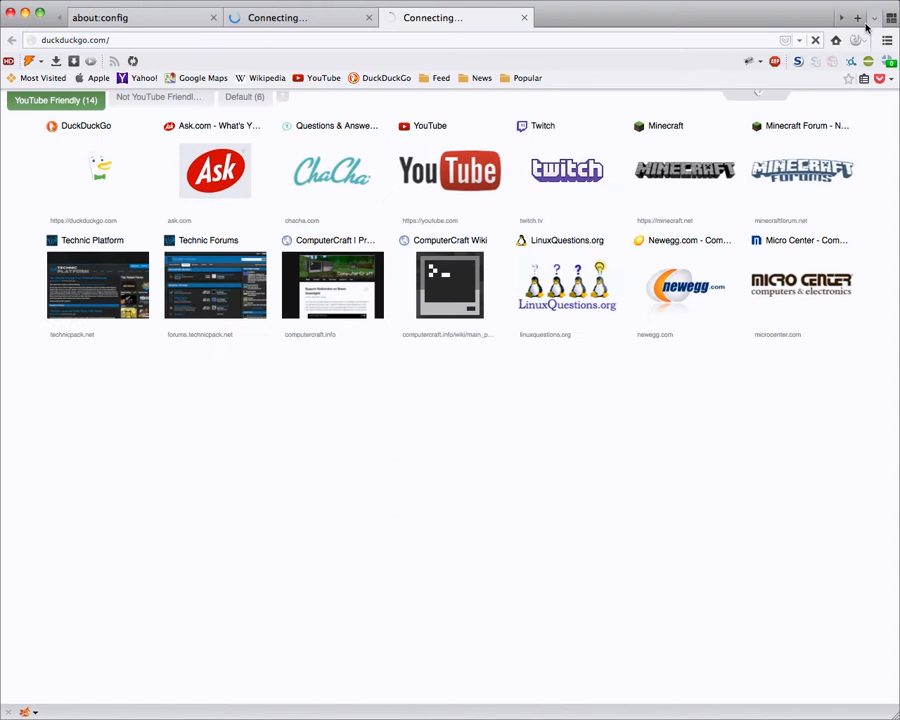 about:config
Connecting...
Connecting...
duckduckgo.com/
HD
ABP
S
0
Most Visited
Apple
Yahoo!
Google Maps
Wikipedia
YouTube
DuckDuckGo
Feed
News
Popular
YouTube Friendly (14)
Not YouTube Friendl...
Default (6)
DuckDuckGo
Ask.com - What's Y...
Questions & Answe...
YouTube
Twitch
Minecraft
Minecraft Forum - N...
Ask
ChaCha
YouTube
twitch
MINECRAFT
MINECRAFT
FORUMS
https://duckduckgo.com
ask.com
chacha.com
https://youtube.com
twitch.tv
https://minecraft.net
minecraftforum.net
Technic Platform
Technic Forums
ComputerCraft | Pr...
ComputerCraft Wiki
LinuxQuestions.org
Newegg.com - Com...
Micro Center - Com...
LinuxQuestions.org
newegg.com
MICRO CENTER
computers & electronics
technicpack.net
forums.technicpack.net
computercraft.info
computercraft.info/wiki/main_p...
linuxquestions.org
newegg.com
microcenter.com